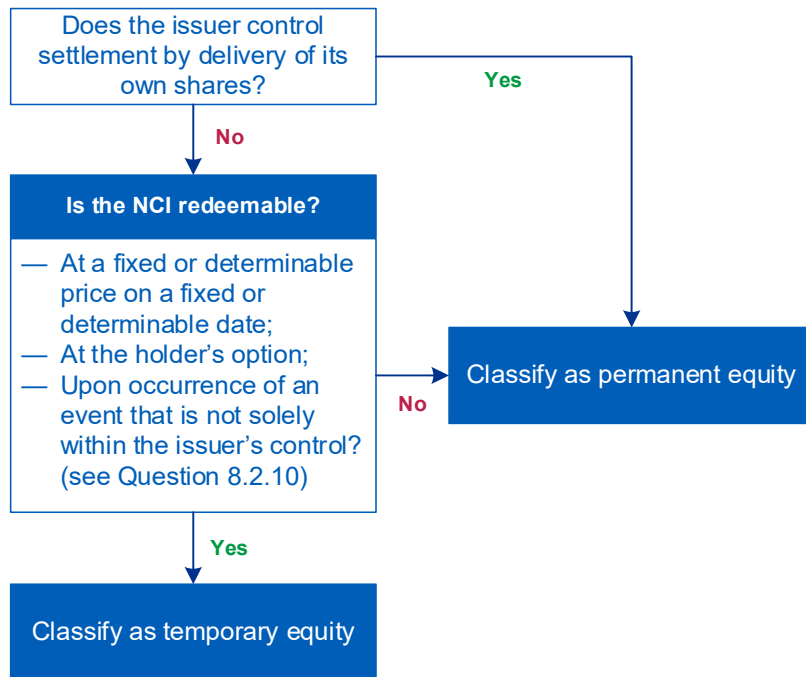 Does the issuer control
settlement by delivery of its
own shares?
Yes
No
Is the NCI redeemable?
— At a fixed or determinable
price on a fixed or
determinable date;
— At the holder’s option;
— Upon occurrence of an
event that is not solely
within the issuer’s control?
(see Question 8.2.10)
No
Classify as permanent equity
Yes
Classify as temporary equity